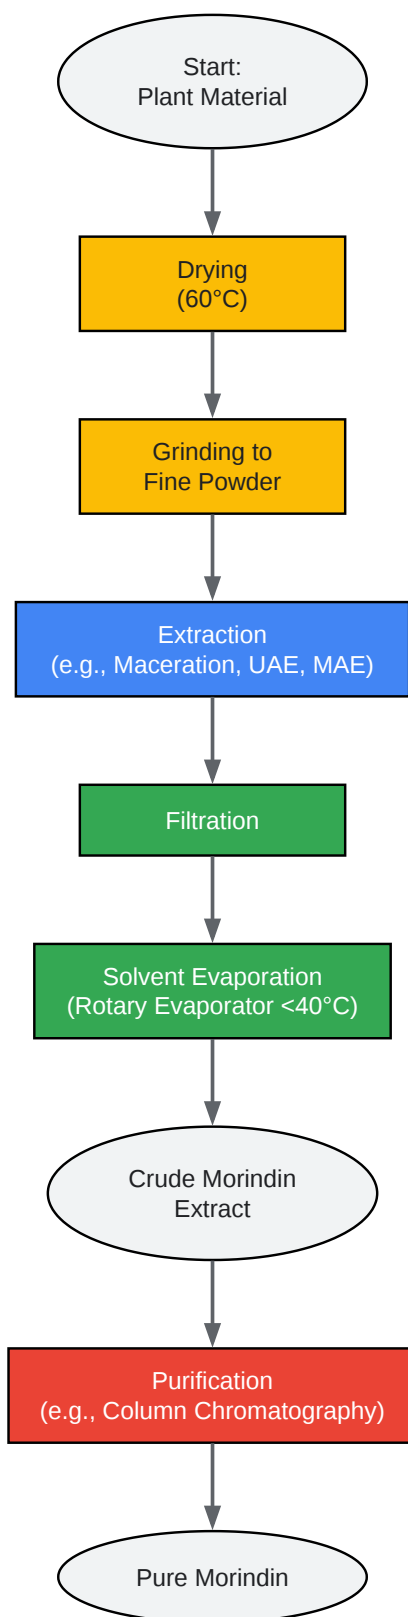 Start:
Plant Material
Drying
(60°C)
Grinding to
Fine Powder
Extraction
(e.g., Maceration, UAE, MAE)
Filtration
Solvent Evaporation
(Rotary Evaporator <40°C)
Crude Morindin
Extract
Purification
(e.g., Column Chromatography)
Pure Morindin